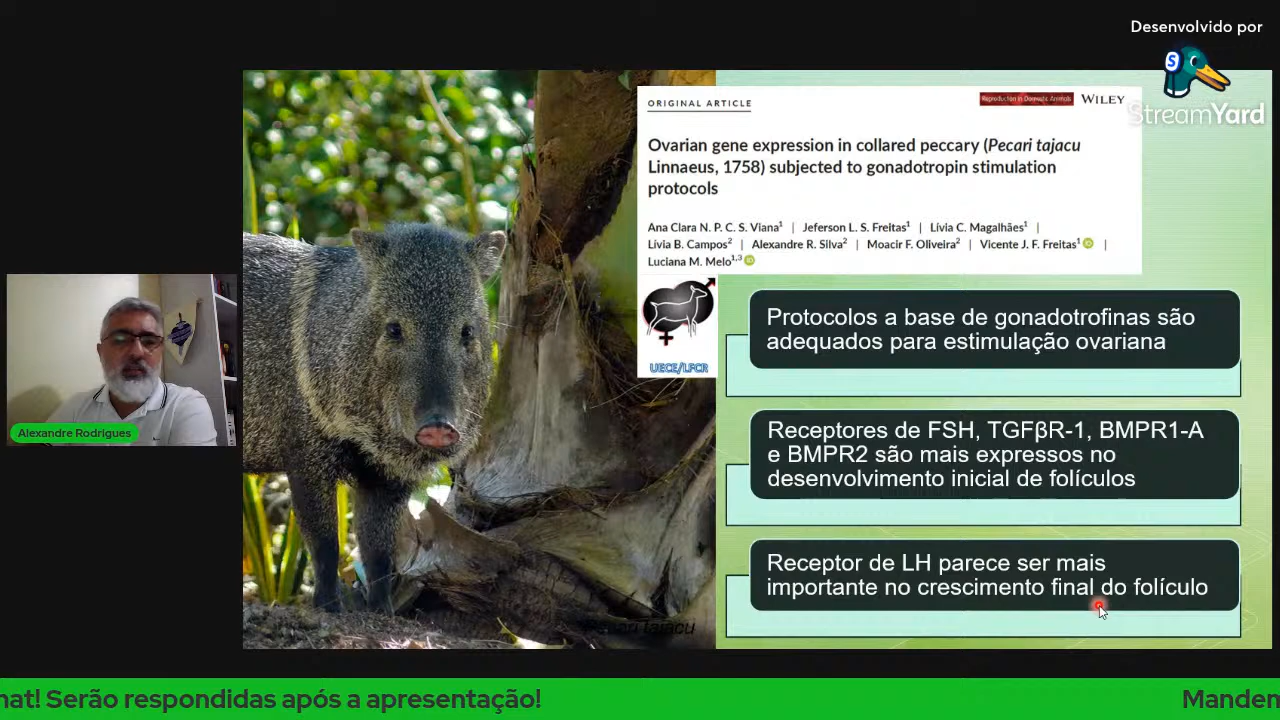 Desenvolvido por
S
StreamYard
ORIGINAL ARTICLE
Reproduction in Domestic Animals
WILEY
Ovarian gene expression in collared peccary (Pecari tajacu
Linnaeus, 1758) subjected to gonadotropin stimulation
protocols
Ana Clara N. P. C. S. Viana¹ | Jeferson L. S. Freitas¹ | Lívia C. Magalhães¹ |
Lívia B. Campos² | Alexandre R. Silva² | Moacir F. Oliveira² | Vicente J. F. Freitas¹ iD |
Luciana M. Melo¹,³ iD
UECE/LFCR
Protocolos a base de gonadotrofinas são
adequados para estimulação ovariana
Receptores de FSH, TGFβR-1, BMPR1-A
e BMPR2 são mais expressos no
desenvolvimento inicial de folículos
Receptor de LH parece ser mais
importante no crescimento final do folículo
Pecari tajacu
Alexandre Rodrigues
hat! Serão respondidas após a apresentação!
Manden